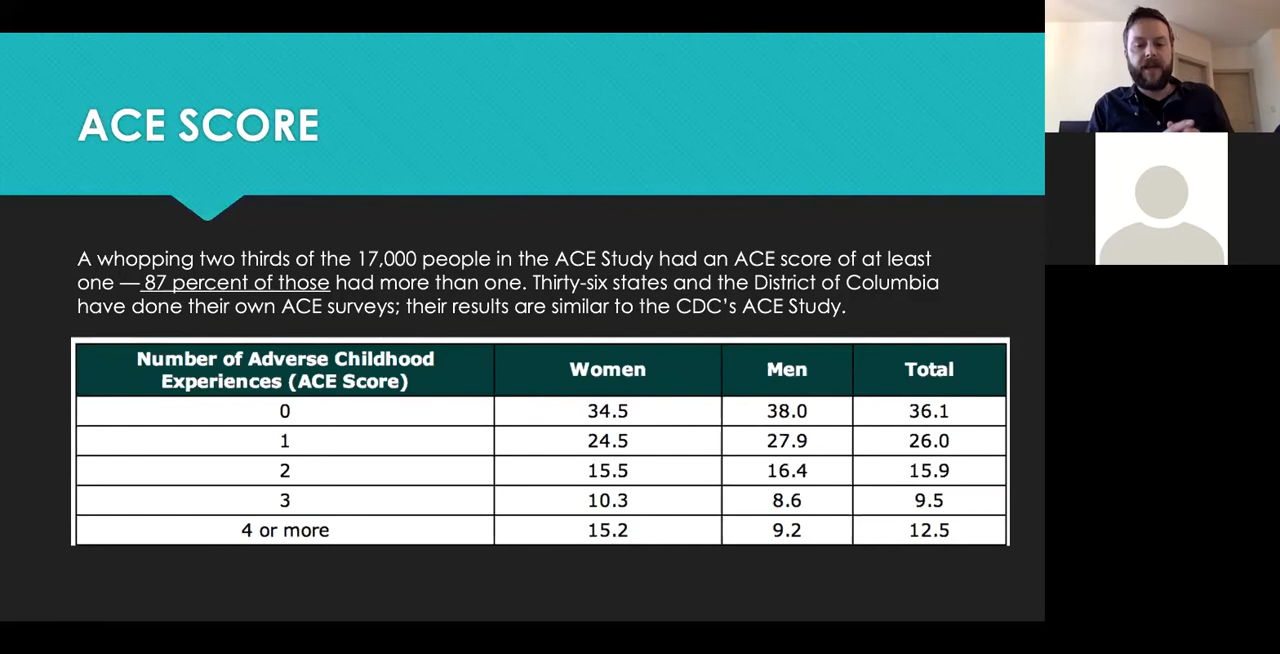 ACE SCORE
A whopping two thirds of the 17,000 people in the ACE Study had an ACE score of at least
one — 87 percent of those had more than one. Thirty-six states and the District of Columbia
have done their own ACE surveys; their results are similar to the CDC's ACE Study.
Number of Adverse Childhood
Experiences (ACE Score)
Women
Men
Total
0 34.5 38.0 36.1
1 24.5 27.9 26.0
2 15.5 16.4 15.9
3 10.3 8.6 9.5
4 or more 15.2 9.2 12.5